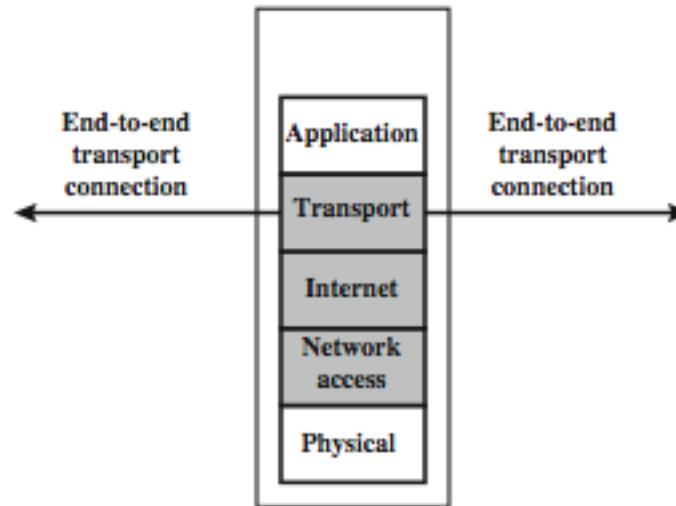 End-to-end
transport
connection
Application
Transport
Internet
Network
access
Physical
End-to-end
transport
connection